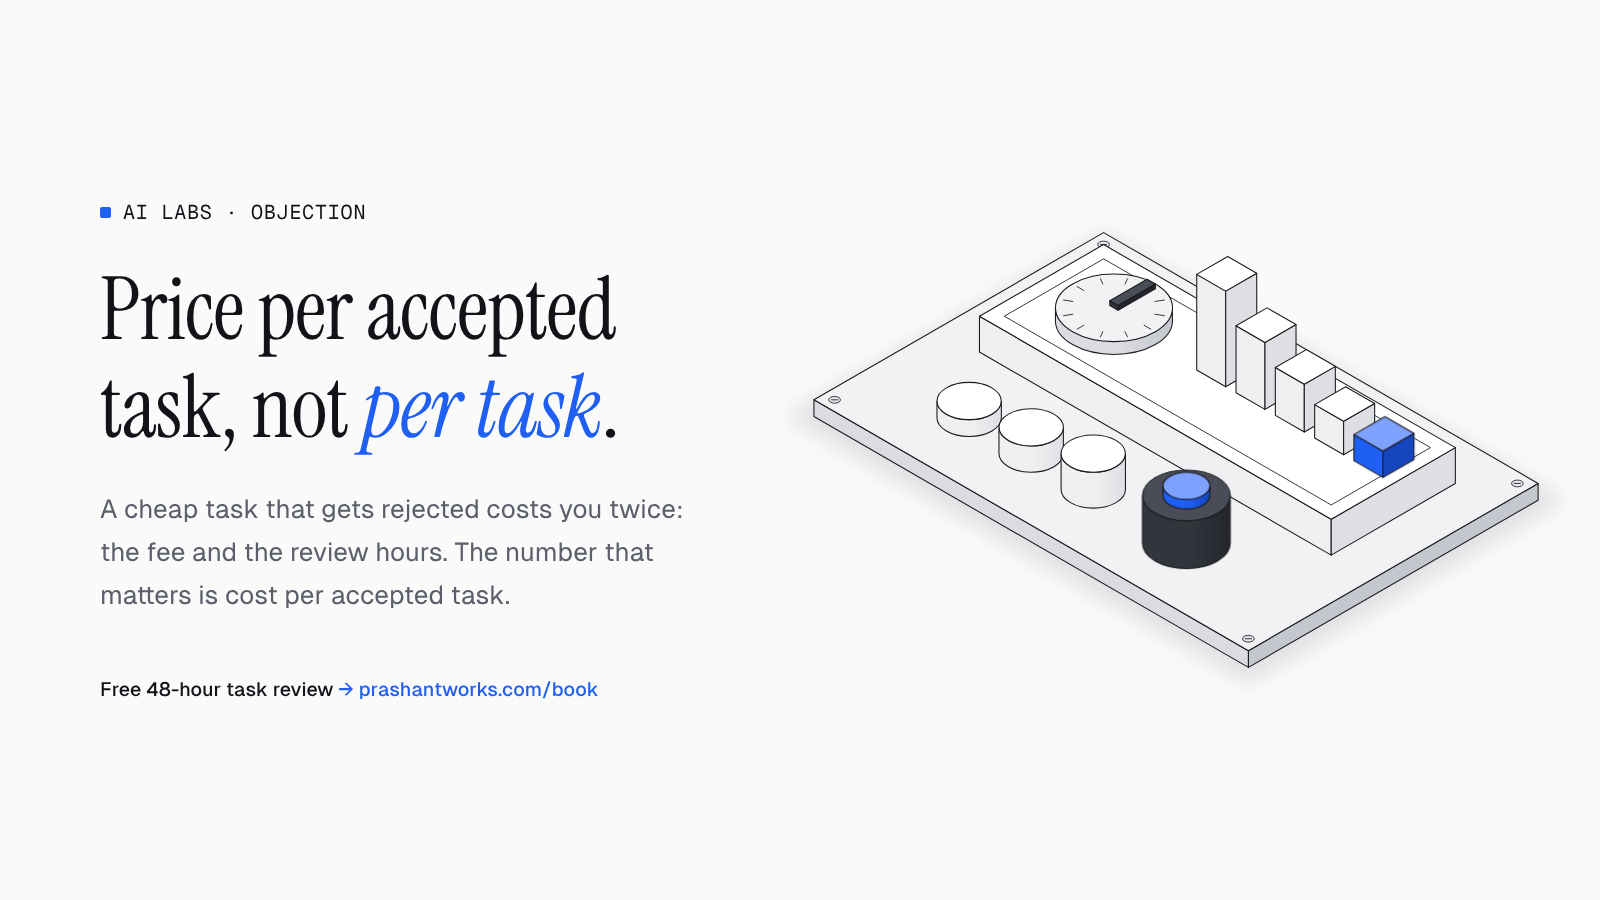 AI LABS · OBJECTION
Price per accepted
task, not per task.
A cheap task that gets rejected costs you twice:
the fee and the review hours. The number that
matters is cost per accepted task.
Free 48-hour task review → prashantworks.com/book